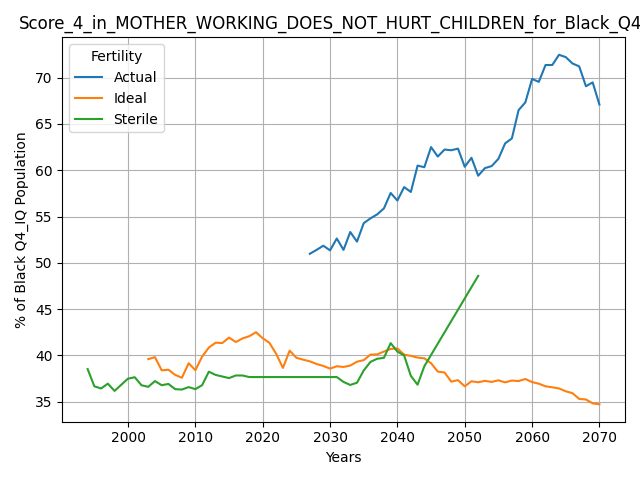 Score_4_in_MOTHER_WORKING_DOES_NOT_HURT_CHILDREN_for_Black_Q4
Fertility
Actual
Ideal
Sterile
% of Black Q4_IQ Population
70
65
60
55
50
45
40
35
2000 2010 2020 2030 2040 2050 2060 2070
Years